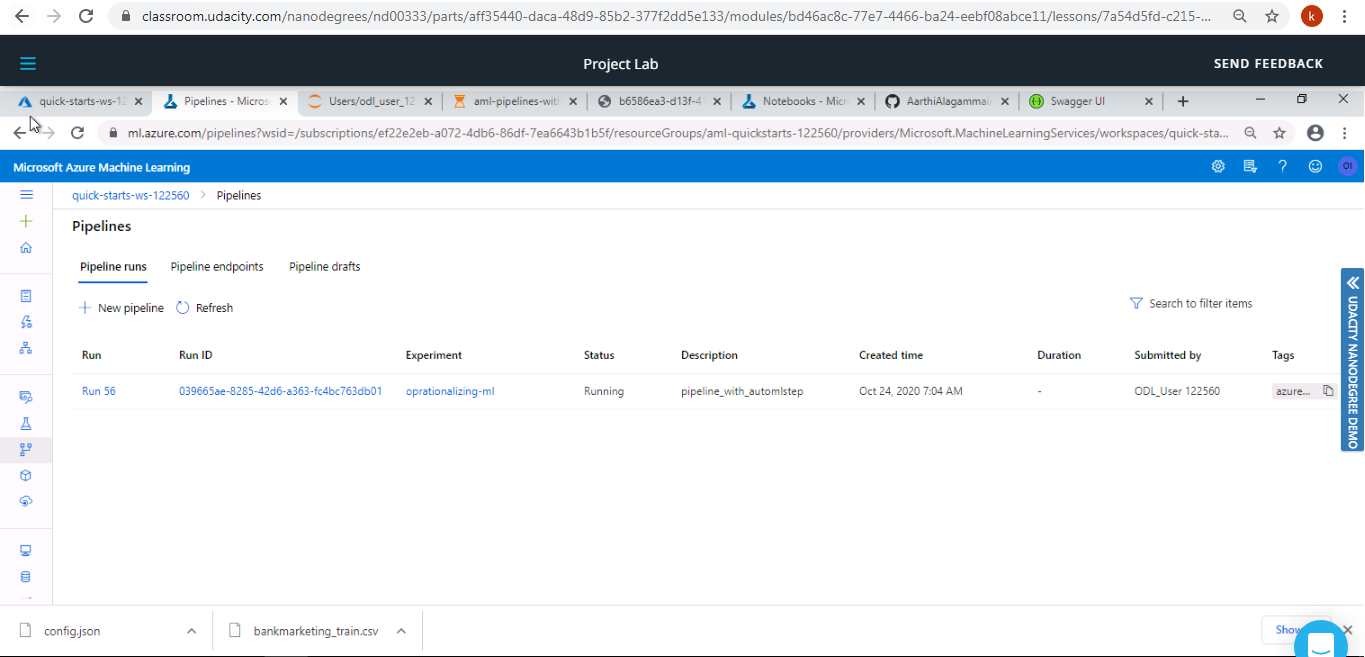 classroom.udacity.com/nanodegrees/nd00333/parts/aff35440-daca-48d9-85b2-377f2dd5e133/modules/bd46ac8c-77e7-4466-ba24-eebf08abce11/lessons/7a54d5fd-c215-...
k
Project Lab
SEND FEEDBACK
quick-starts-ws-12
Pipelines - Micros
Users/odl_user_12
aml-pipelines-with
b6586ea3-d13f-41
Notebooks - Micr
AarthiAlagammai
Swagger UI
ml.azure.com/pipelines?wsid=/subscriptions/ef22e2eb-a072-4db6-86df-7ea6643b1b5f/resourceGroups/aml-quickstarts-122560/providers/Microsoft.MachineLearningServices/workspaces/quick-sta...
Microsoft Azure Machine Learning
O1
quick-starts-ws-122560 > Pipelines
Pipelines
Pipeline runs Pipeline endpoints Pipeline drafts
New pipeline Refresh
Search to filter items
Run Run ID Experiment Status Description Created time Duration Submitted by Tags
Run 56 039665ae-8285-42d6-a363-fc4bc763db01 oprationalizing-ml Running pipeline_with_automlstep Oct 24, 2020 7:04 AM - ODL_User 122560 azure...
UDACITY NANODEGREE DEMO
config.json
bankmarketing_train.csv
Show